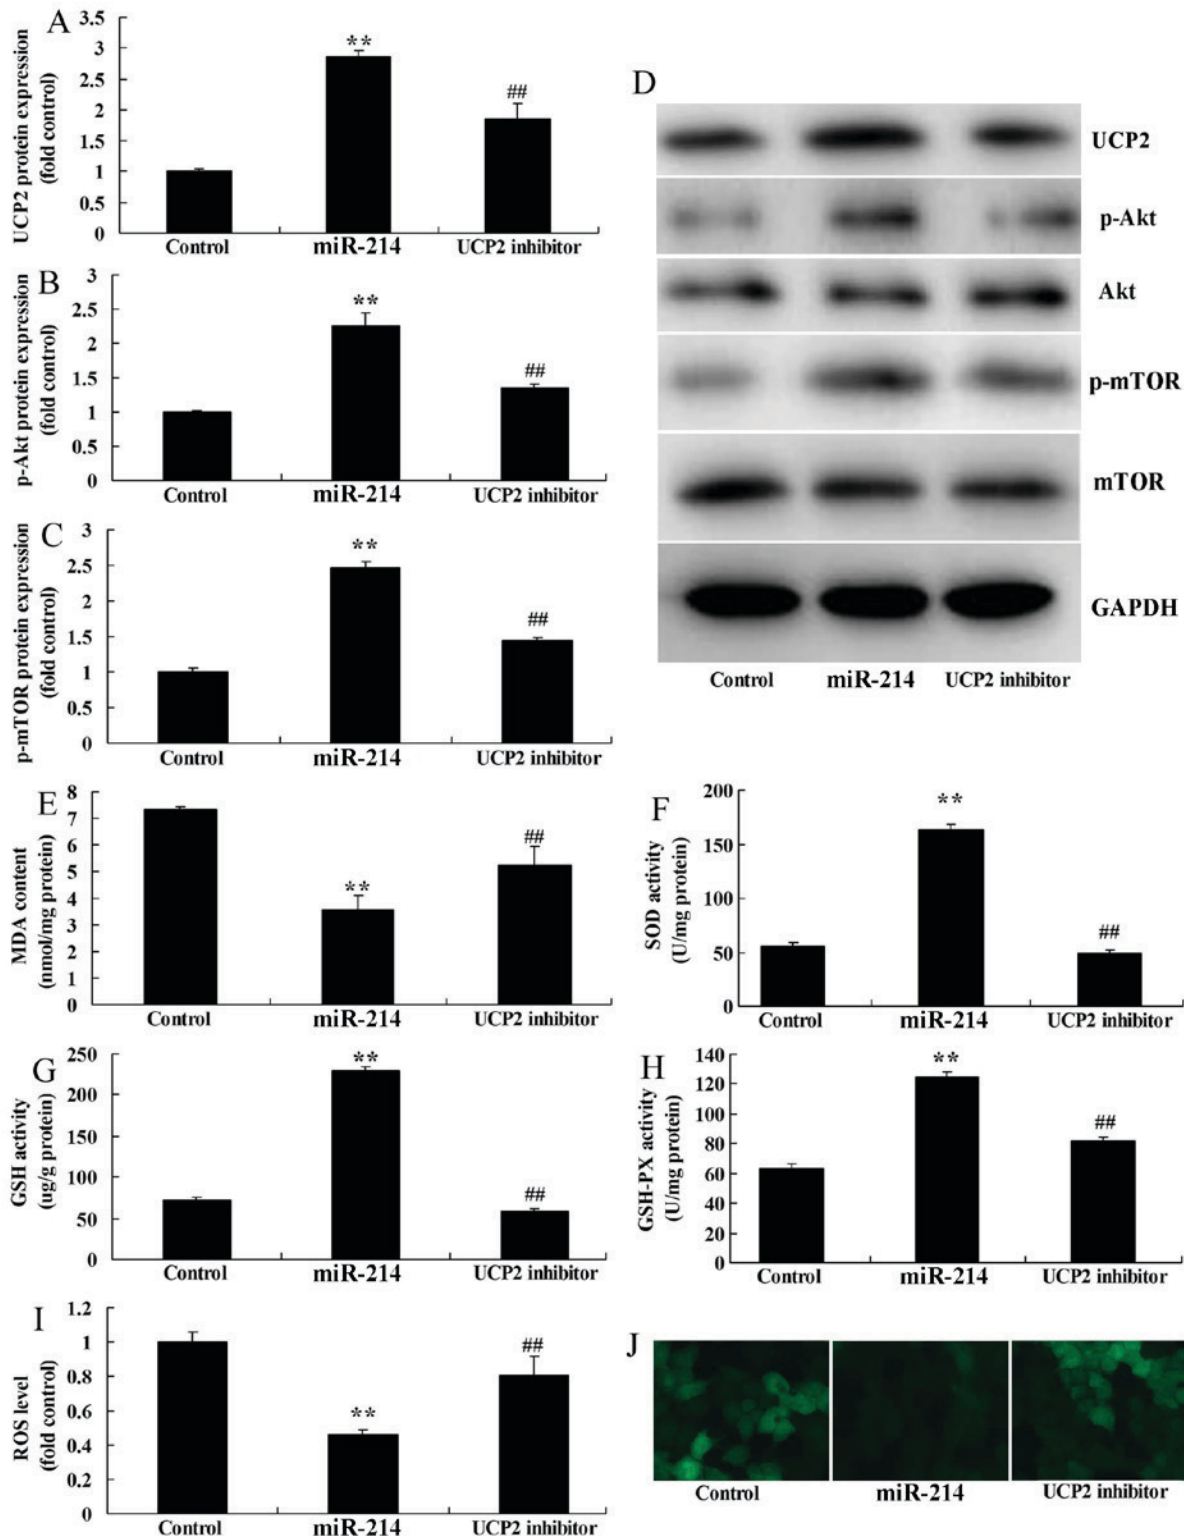 A
UCP2 protein expression
(fold control)
3.5
3
2.5
2
1.5
1
0.5
0
**
##
Control
miR-214
UCP2 inhibitor
B
p-Akt protein expression
(fold control)
3
2.5
2
1.5
1
0.5
0
**
##
Control
miR-214
UCP2 inhibitor
C
p-mTOR protein expression
(fold control)
3
2.5
2
1.5
1
0.5
0
**
##
Control
miR-214
UCP2 inhibitor
D
UCP2
p-Akt
Akt
p-mTOR
mTOR
GAPDH
Control
miR-214
UCP2 inhibitor
E
MDA content
(nmol/mg protein)
8
7
6
5
4
3
2
1
0
**
##
Control
miR-214
UCP2 inhibitor
F
SOD activity
(U/mg protein)
200
150
100
50
0
**
##
Control
miR-214
UCP2 inhibitor
G
GSH activity
(ug/g protein)
250
200
150
100
50
0
**
##
Control
miR-214
UCP2 inhibitor
H
GSH-PX activity
(U/mg protein)
140
120
100
80
60
40
20
0
**
##
Control
miR-214
UCP2 inhibitor
I
ROS level
(fold control)
1.2
1
0.8
0.6
0.4
0.2
0
**
##
Control
miR-214
UCP2 inhibitor
J
Control
miR-214
UCP2 inhibitor